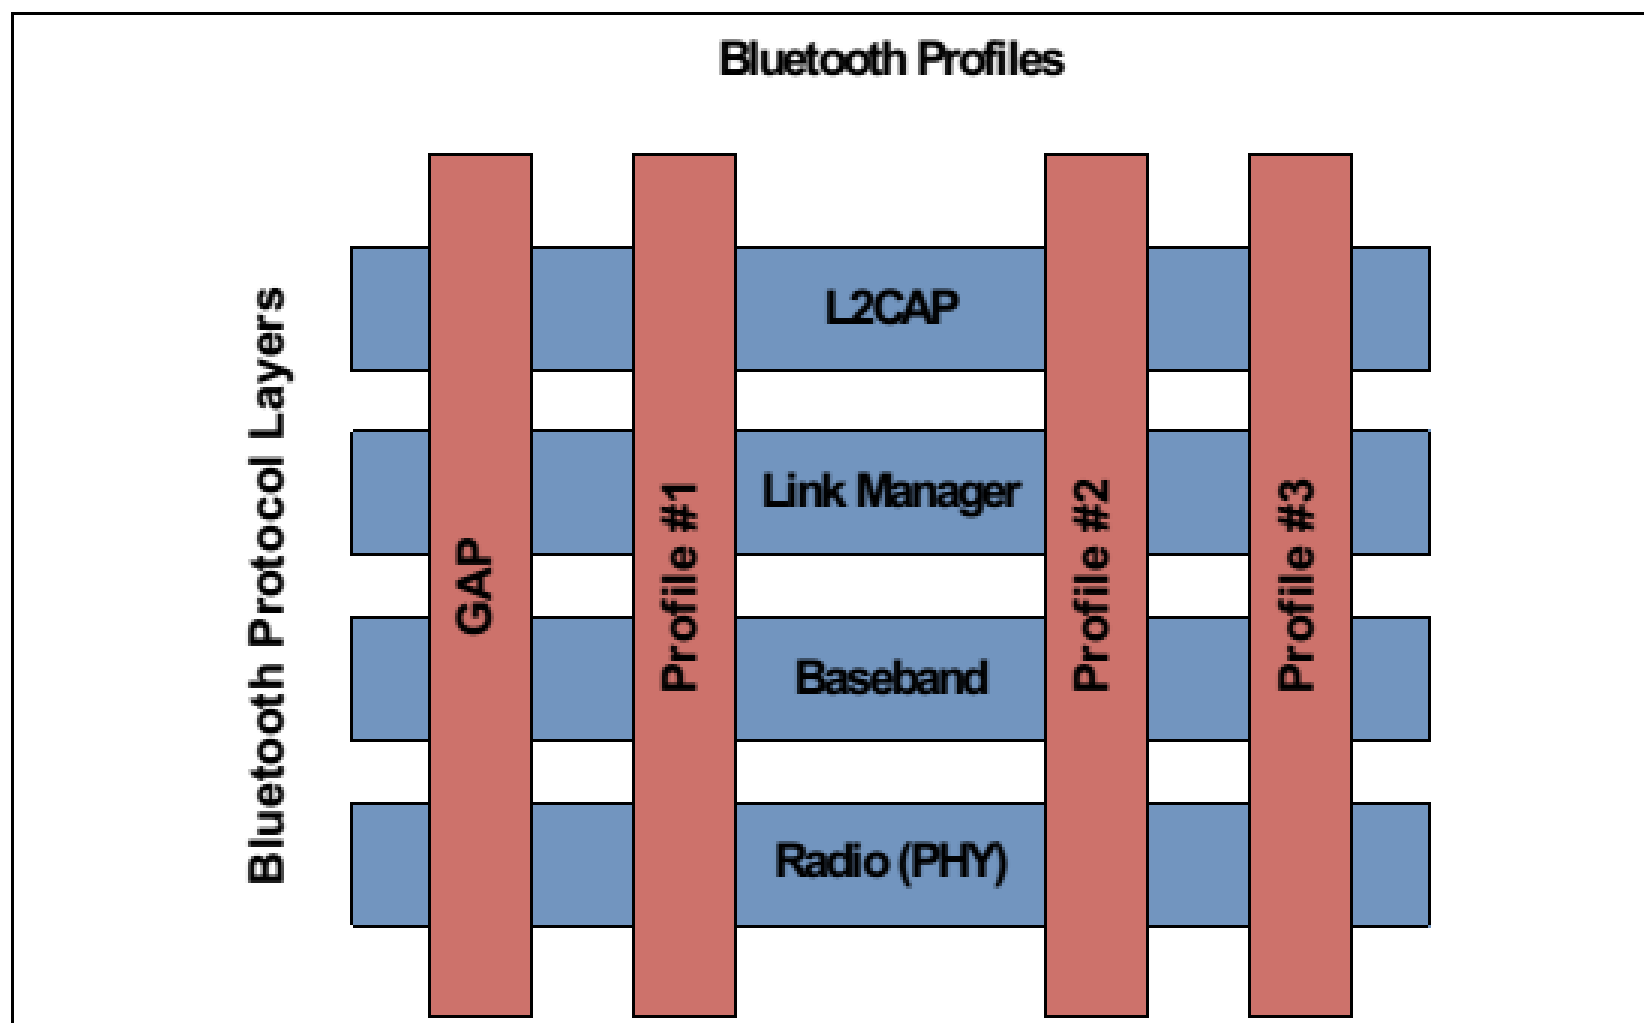 Bluetooth Profiles
Bluetooth Protocol Layers
GAP
Profile #1
L2CAP
Link Manager
Baseband
Radio (PHY)
Profile #2
Profile #3